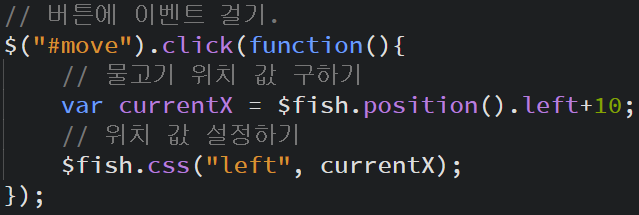 // 버튼에 이벤트 걸기.
$("#move").click(function(){
    // 물고기 위치 값 구하기
    var currentX = $fish.position().left+10;
    // 위치 값 설정하기
    $fish.css("left", currentX);
});